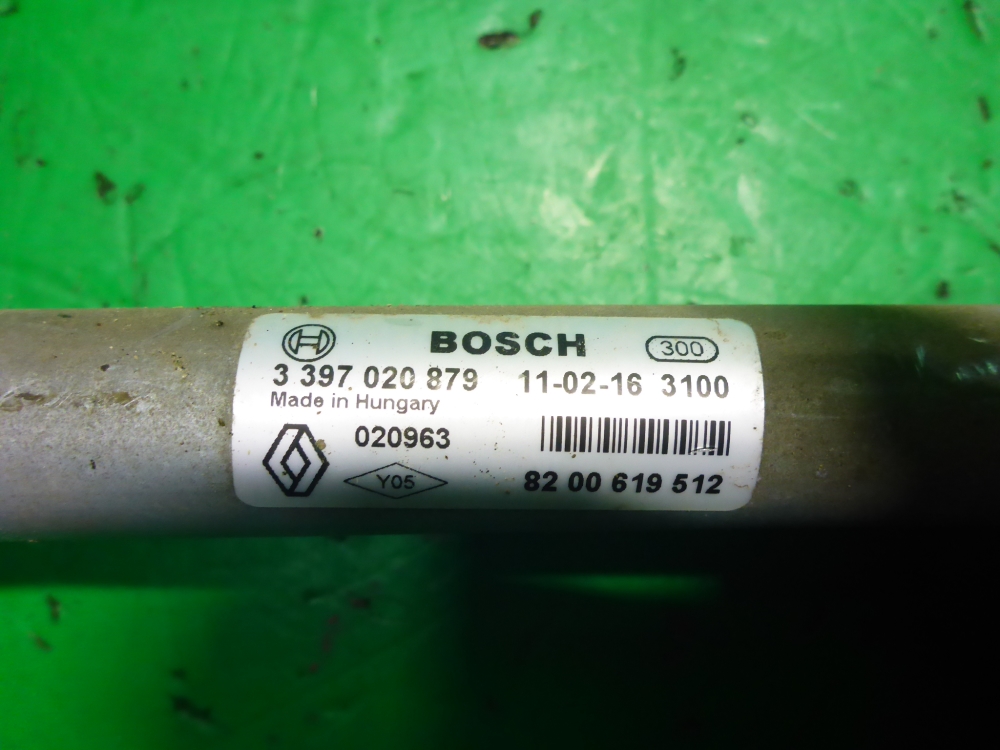 BOSCH 300
3 397 020 879 11-02-16 3100
Made in Hungary
020963
Y05 82 00 619 512